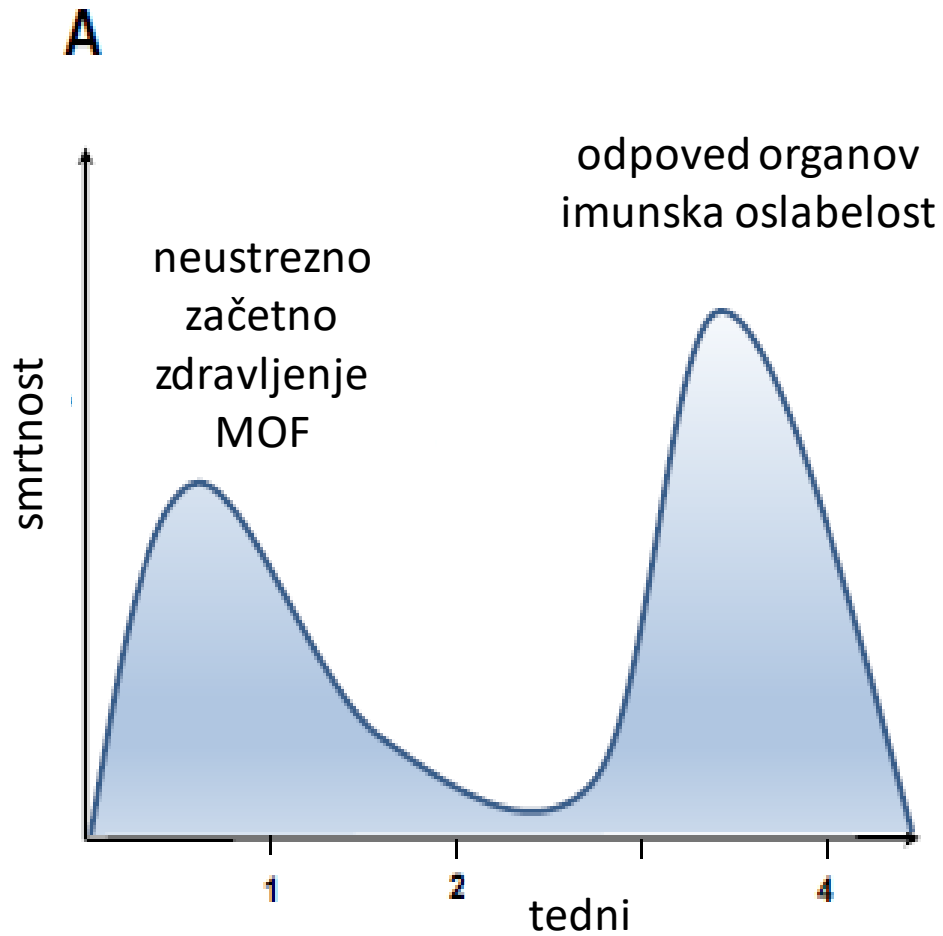 A
odpoved organov
imunska oslabelost
neustrezno
začetno
zdravljenje
MOF
smrtnost
1
2
4
tedni